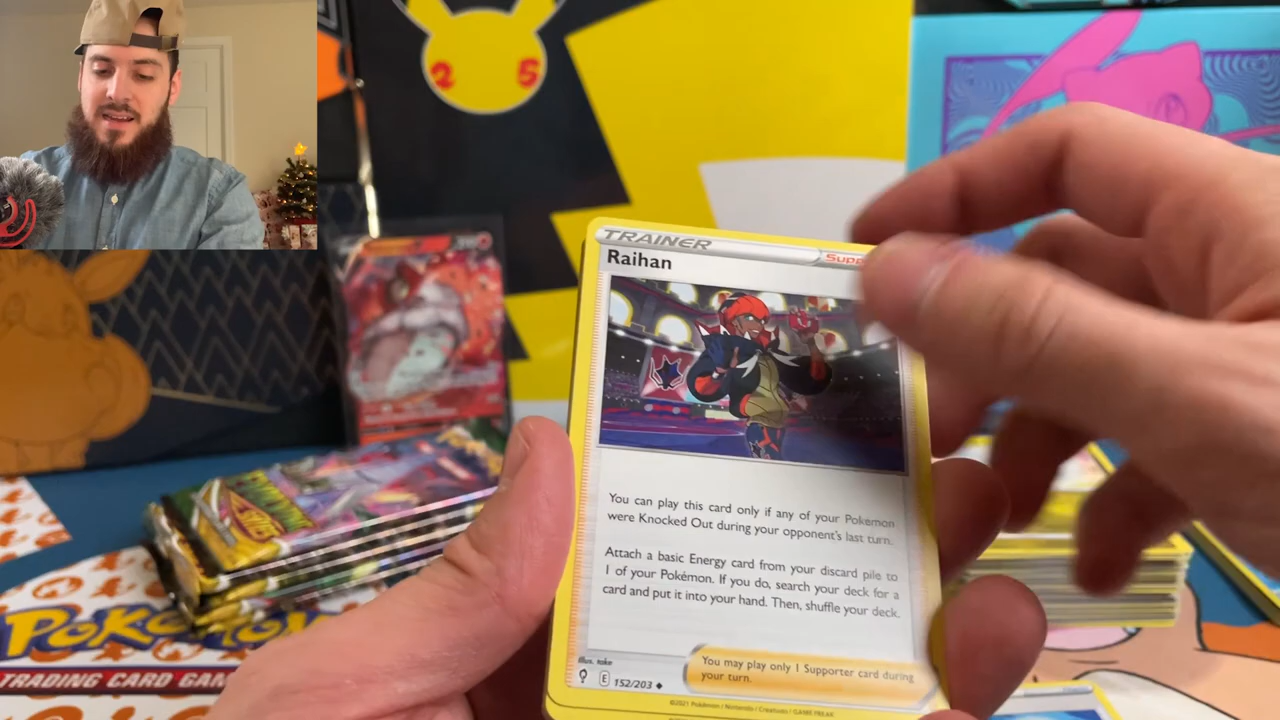 2 5
TRAINER
Raihan
You can play this card only if any of your Pokémon
were Knocked Out during your opponent's last turn.
Attach a basic Energy card from your discard pile to
1 of your Pokémon. If you do, search your deck for a
card and put it into your hand. Then, shuffle your deck.
Illus. take
E 152/203
You may play only 1 Supporter card during
your turn.
©2021 Pokémon / Nintendo / Creatures / GAME FREAK
POKÉMON
TRADING CARD GAM